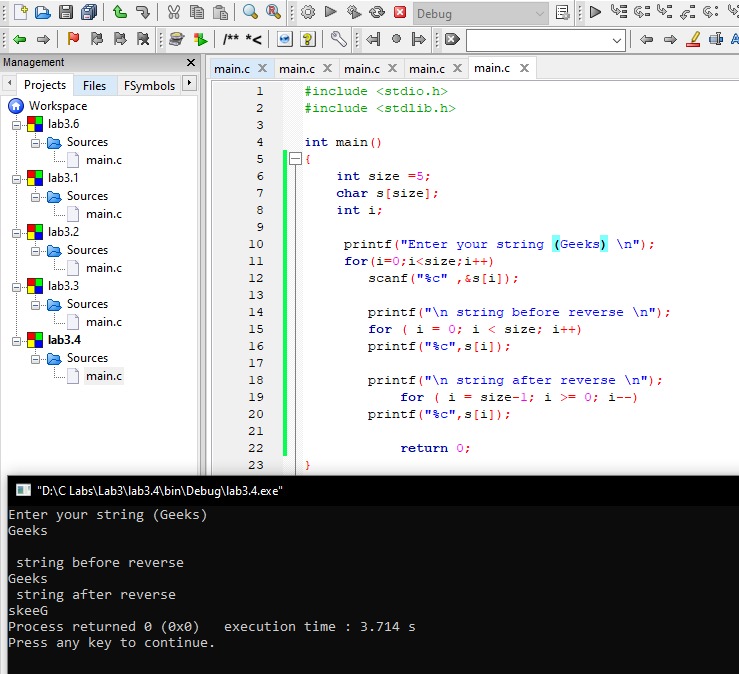 Debug
/** *<
Management
Projects Files FSymbols
Workspace
lab3.6
Sources
main.c
lab3.1
Sources
main.c
lab3.2
Sources
main.c
lab3.3
Sources
main.c
lab3.4
Sources
main.c
main.c main.c main.c main.c main.c
1 #include <stdio.h>
2 #include <stdlib.h>
3
4 int main()
5 {
6 int size =5;
7 char s[size];
8 int i;
9
10 printf("Enter your string (Geeks) \n");
11 for(i=0;i<size;i++)
12 scanf("%c" ,&s[i]);
13
14 printf("\n string before reverse \n");
15 for ( i = 0; i < size; i++)
16 printf("%c",s[i]);
17
18 printf("\n string after reverse \n");
19 for ( i = size-1; i >= 0; i--)
20 printf("%c",s[i]);
21
22 return 0;
23 }
"D:\C Labs\Lab3\lab3.4\bin\Debug\lab3.4.exe"
Enter your string (Geeks)
Geeks
string before reverse
Geeks
string after reverse
skeeG
Process returned 0 (0x0) execution time : 3.714 s
Press any key to continue.